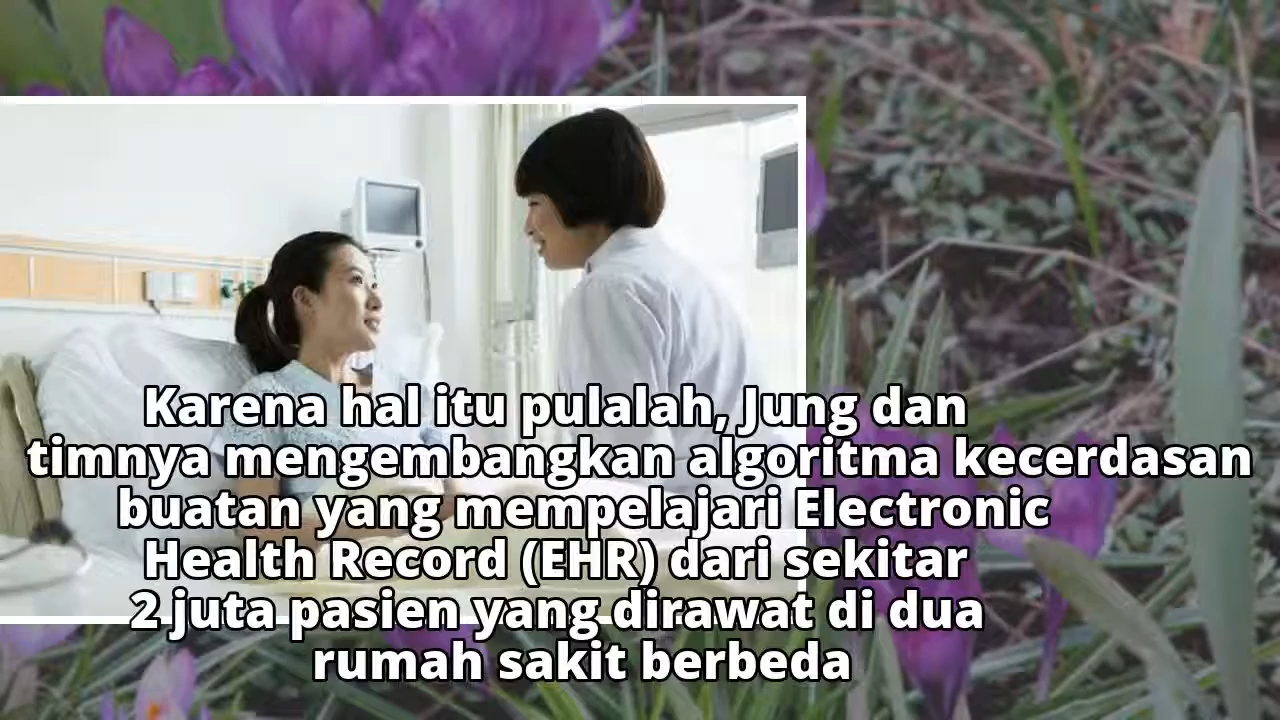 Karena hal itu pulalah, Jung dan
timnya mengembangkan algoritma kecerdasan
buatan yang mempelajari Electronic
Health Record (EHR) dari sekitar
2 juta pasien yang dirawat di dua
rumah sakit berbeda